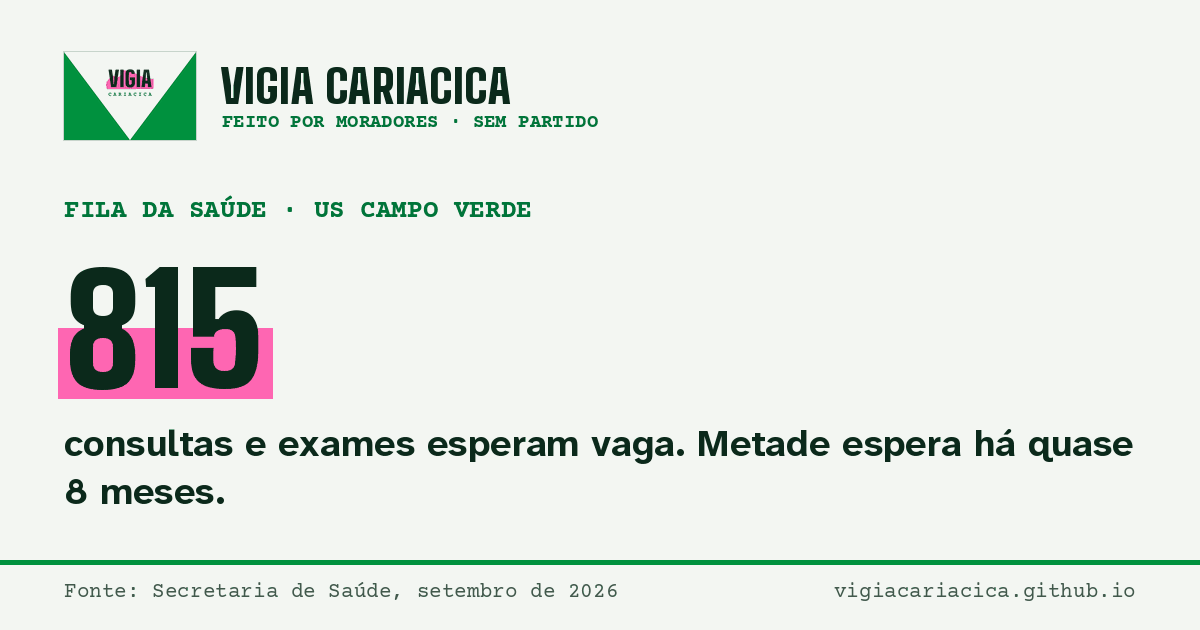 VIGIA
CARIACICA
VIGIA CARIACICA
FEITO POR MORADORES · SEM PARTIDO
FILA DA SAÚDE · US CAMPO VERDE
815
consultas e exames esperam vaga. Metade espera há quase
8 meses.
Fonte: Secretaria de Saúde, setembro de 2026
vigiacariacica.github.io